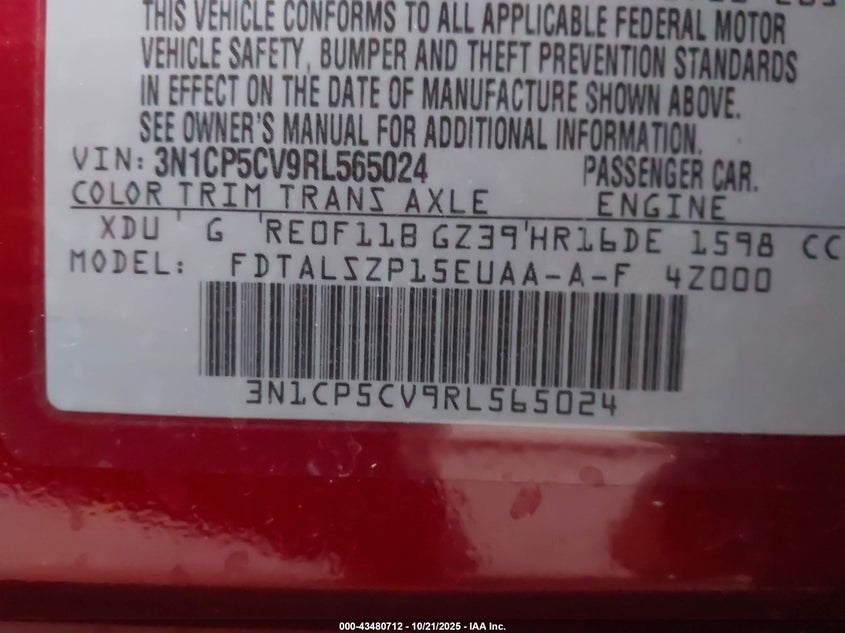 THIS VEHICLE CONFORMS TO ALL APPLICABLE FEDERAL MOTOR
VEHICLE SAFETY, BUMPER AND THEFT PREVENTION STANDARDS
IN EFFECT ON THE DATE OF MANUFACTURE SHOWN ABOVE.
SEE OWNER'S MANUAL FOR ADDITIONAL INFORMATION.
VIN: 3N1CP5CV9RL565024 PASSENGER CAR.
COLOR TRIM TRANS AXLE ENGINE
XDU G RE0F11B GZ39 HR16DE 1598 CC
MODEL: FDTALSZP15EUAA-A-F 4Z000
3N1CP5CV9RL565024
000-43480712 - 10/21/2025 - IAA Inc.